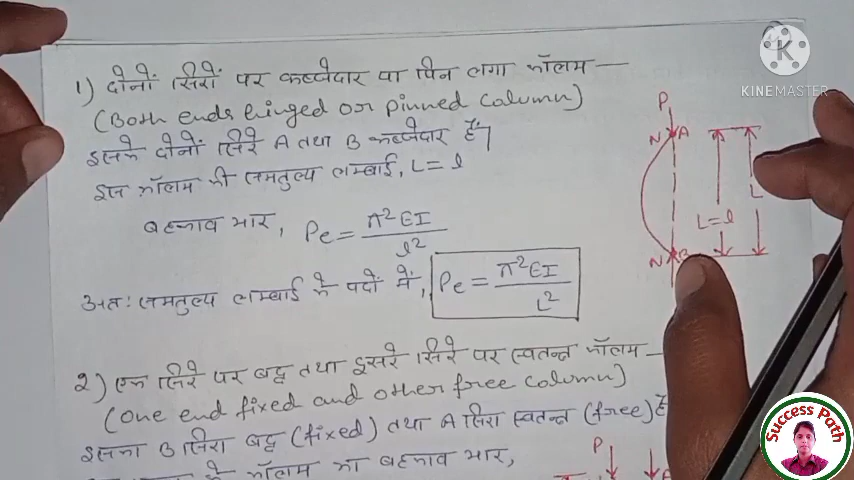 1) दोनों सिरों पर कब्जेदार या पिन लगा कॉलम —
(Both ends hinged or pinned column)
इसके दोनों सिरे A तथा B कब्जेदार हैं|
इस कॉलम की समतुल्य लम्बाई, L = l
बहकाव भार, Pe = π²EI / l²
अतः समतुल्य लम्बाई के पदों में, Pe = π²EI / L²
2) एक सिरे पर बद्ध तथा दूसरे सिरे पर स्वतन्त्र कॉलम —
(One end fixed and other free column)
इसका B सिरा बद्ध (fixed) तथा A सिरा स्वतन्त्र (free) है
के कॉलम का बहकाव भार,
P
N A
L = l
L
N B
P
KINEMASTER
Success Path